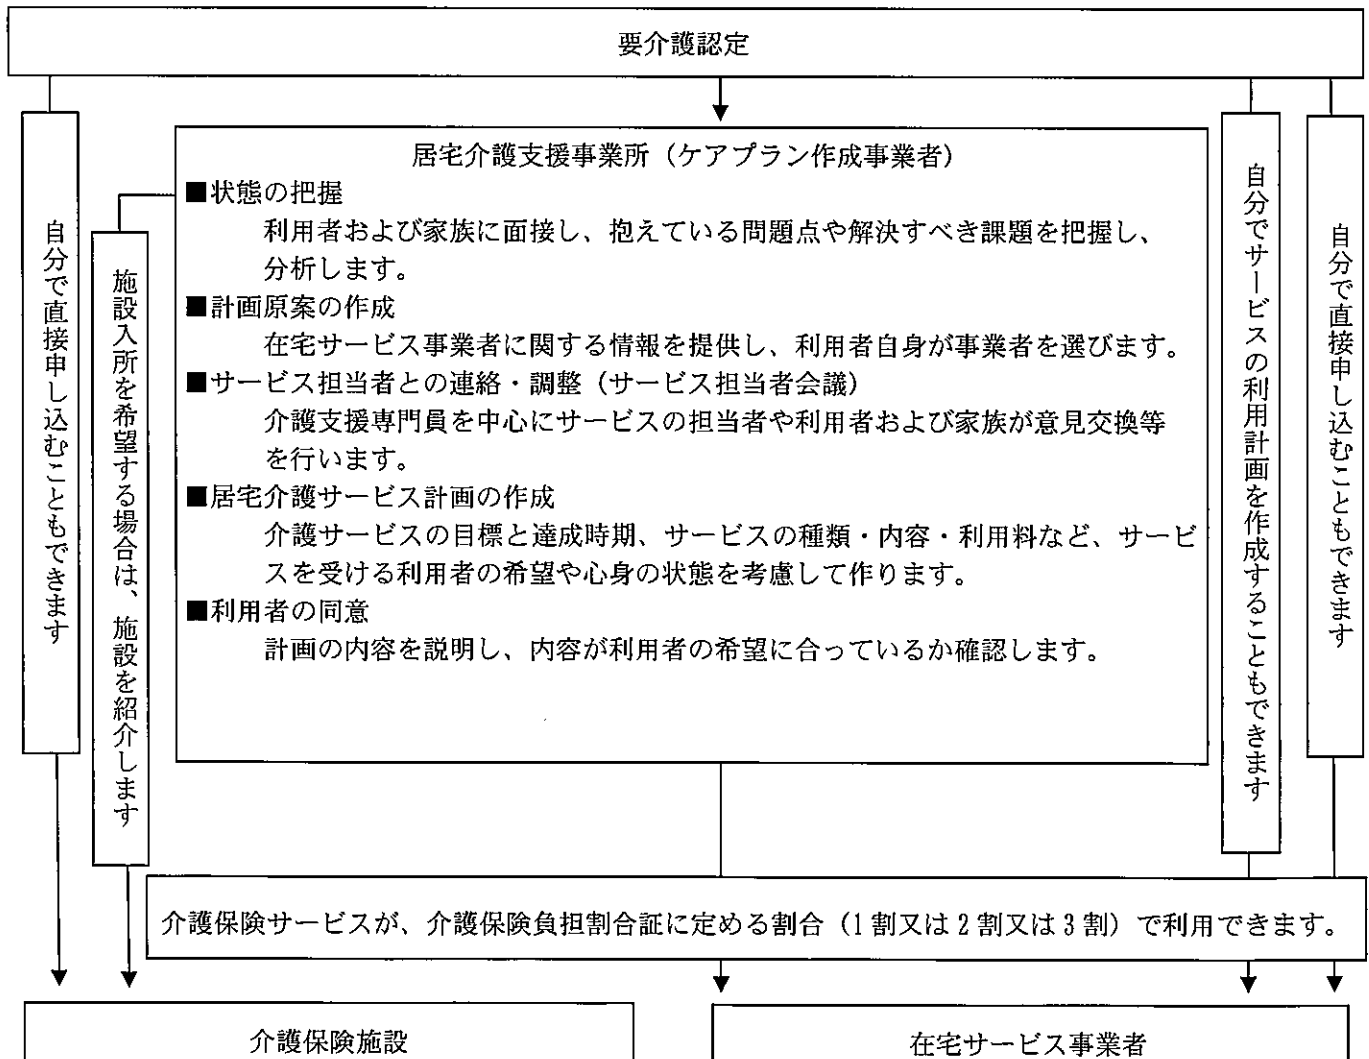 要介護認定
自分で直接申し込むこともできます
施設入所を希望する場合は、施設を紹介します
居宅介護支援事業所（ケアプラン作成事業者）
■状態の把握
利用者および家族に面接し、抱えている問題点や解決すべき課題を把握し、
分析します。
■計画原案の作成
在宅サービス事業者に関する情報を提供し、利用者自身が事業者を選びます。
■サービス担当者との連絡・調整（サービス担当者会議）
介護支援専門員を中心にサービスの担当者や利用者および家族が意見交換等
を行います。
■居宅介護サービス計画の作成
介護サービスの目標と達成時期、サービスの種類・内容・利用料など、サービ
スを受ける利用者の希望や心身の状態を考慮して作ります。
■利用者の同意
計画の内容を説明し、内容が利用者の希望に合っているか確認します。
自分でサービスの利用計画を作成することもできます
自分で直接申し込むこともできます
介護保険サービスが、介護保険負担割合証に定める割合（1割又は2割又は3割）で利用できます。
介護保険施設
在宅サービス事業者